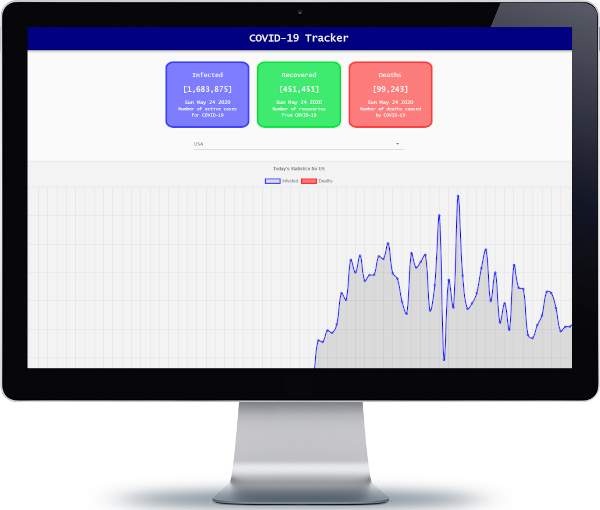 COVID-19 Tracker
Infected
[1,683,875]
Sun May 24 2020
Number of active cases
for COVID-19
Recovered
[451,451]
Sun May 24 2020
Number of recoveries
from COVID-19
Deaths
[99,243]
Sun May 24 2020
Number of deaths caused
by COVID-19
USA
Today's Statistics for US
Infected
Deaths